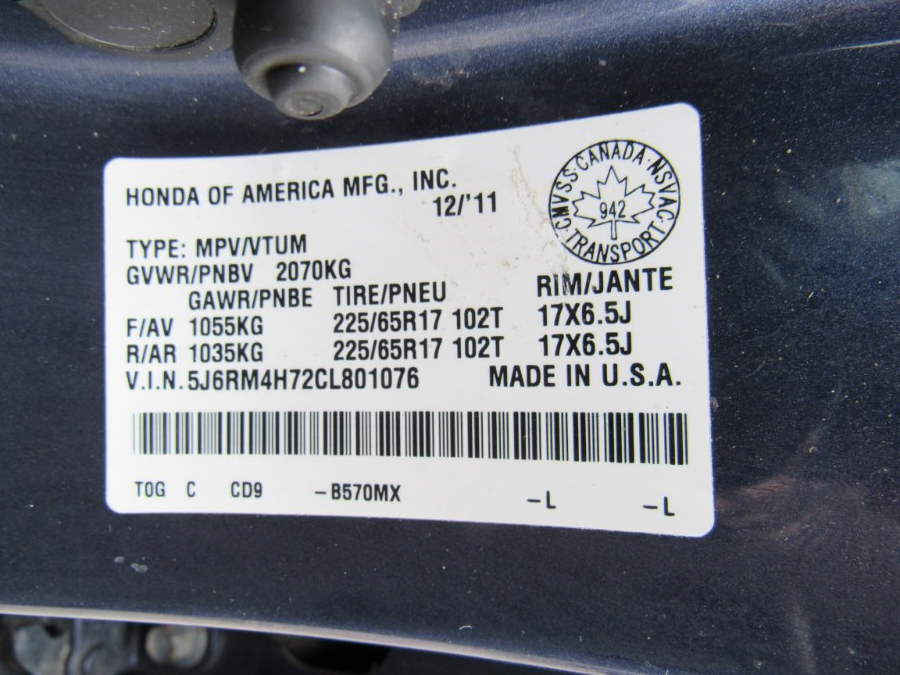 HONDA OF AMERICA MFG., INC.
12/'11
CMVSS CANADA NSVAC
942
TRANSPORT
TYPE: MPV/VTUM
GVWR/PNBV 2070KG
GAWR/PNBE TIRE/PNEU RIM/JANTE
F/AV 1055KG 225/65R17 102T 17X6.5J
R/AR 1035KG 225/65R17 102T 17X6.5J
V.I.N. 5J6RM4H72CL801076 MADE IN U.S.A.
T0G C CD9 -B570MX -L -L